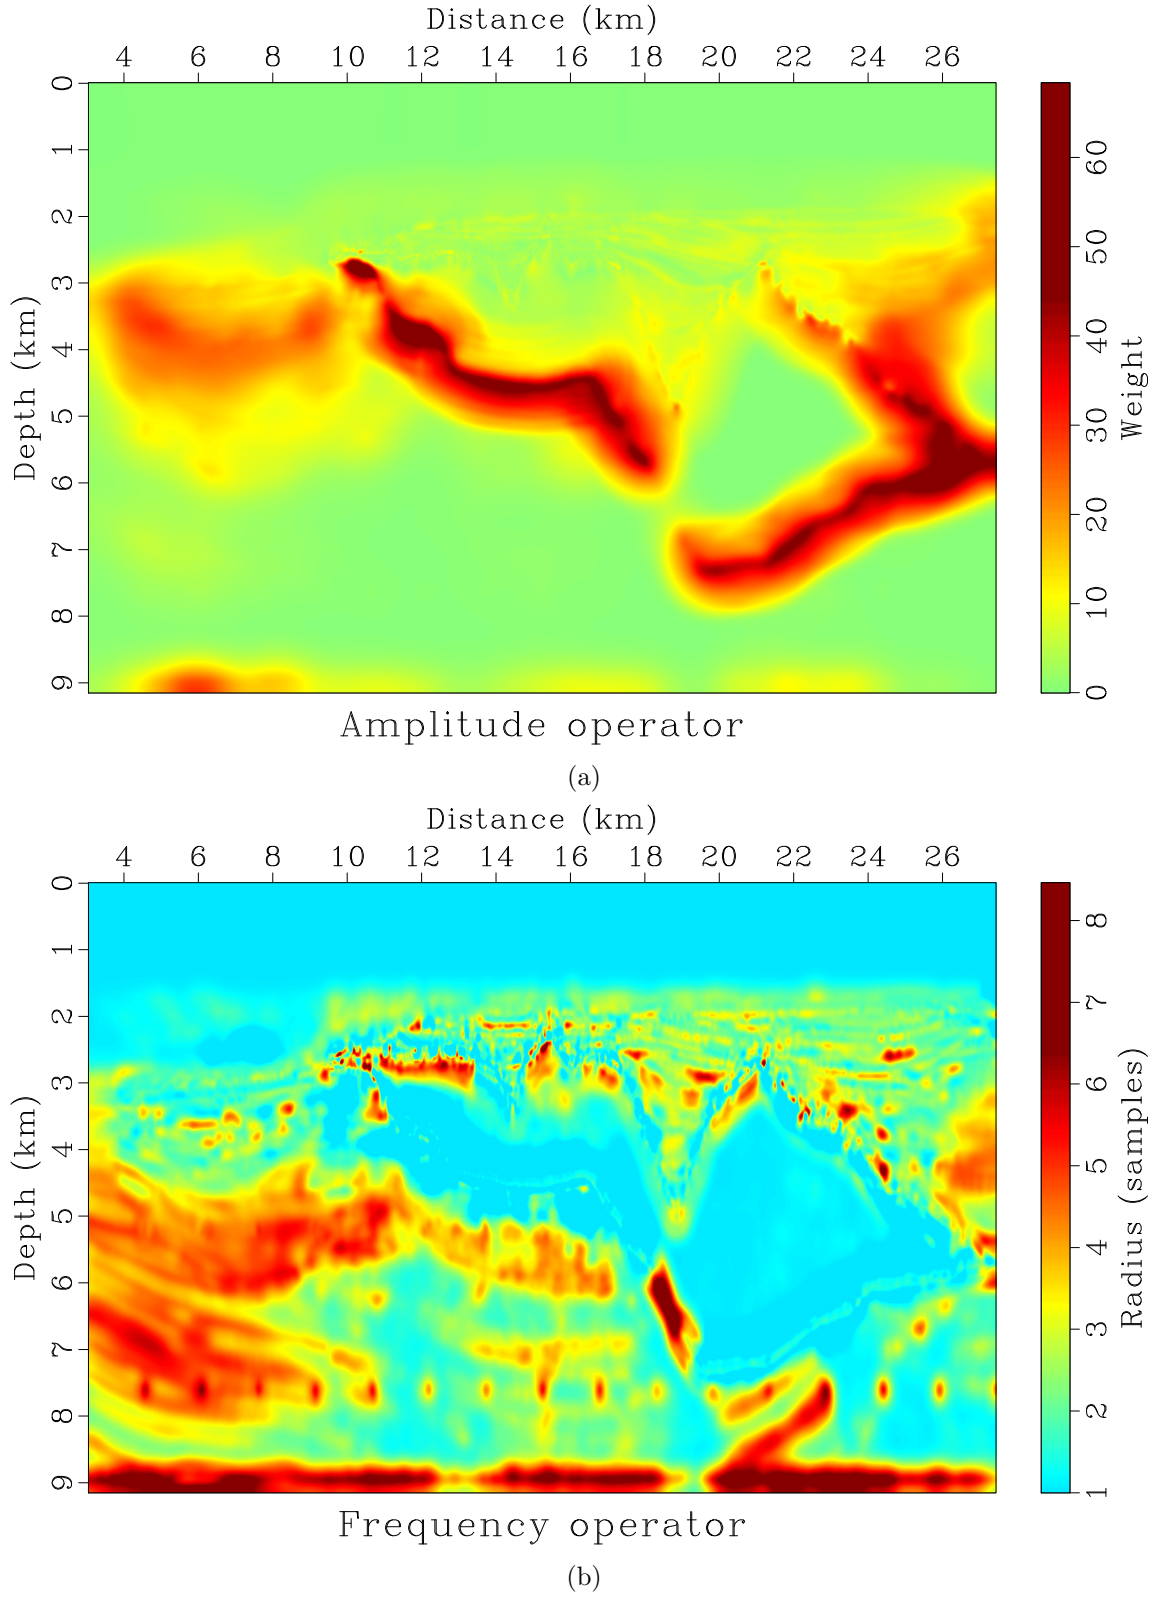 Distance (km)
4 6 8 10 12 14 16 18 20 22 24 26
0
1
2
3
4
5
6
7
8
9
Depth (km)
0
10
20
30
40
50
60
Weight
Amplitude operator
(a)
Distance (km)
4 6 8 10 12 14 16 18 20 22 24 26
0
1
2
3
4
5
6
7
8
9
Depth (km)
1
2
3
4
5
6
7
8
Radius (samples)
Frequency operator
(b)